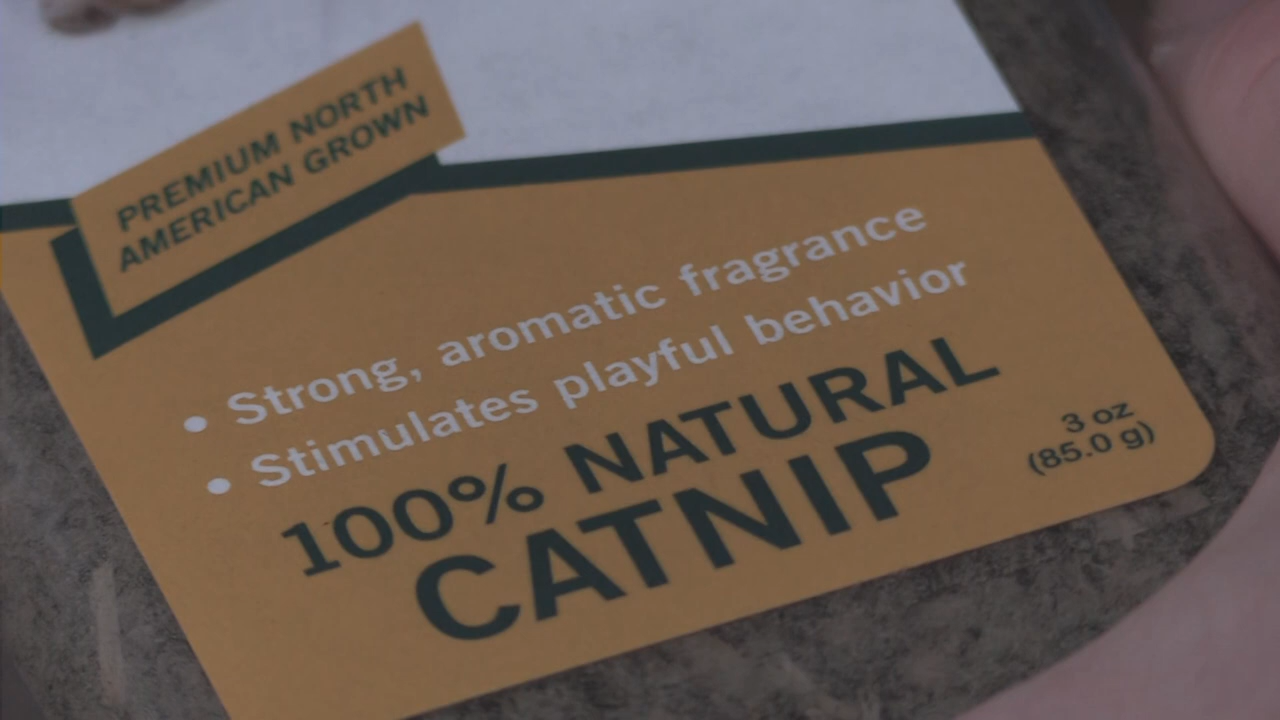 PREMIUM NORTH
AMERICAN GROWN
• Strong, aromatic fragrance
• Stimulates playful behavior
100% NATURAL
CATNIP
3 oz
(85.0 g)